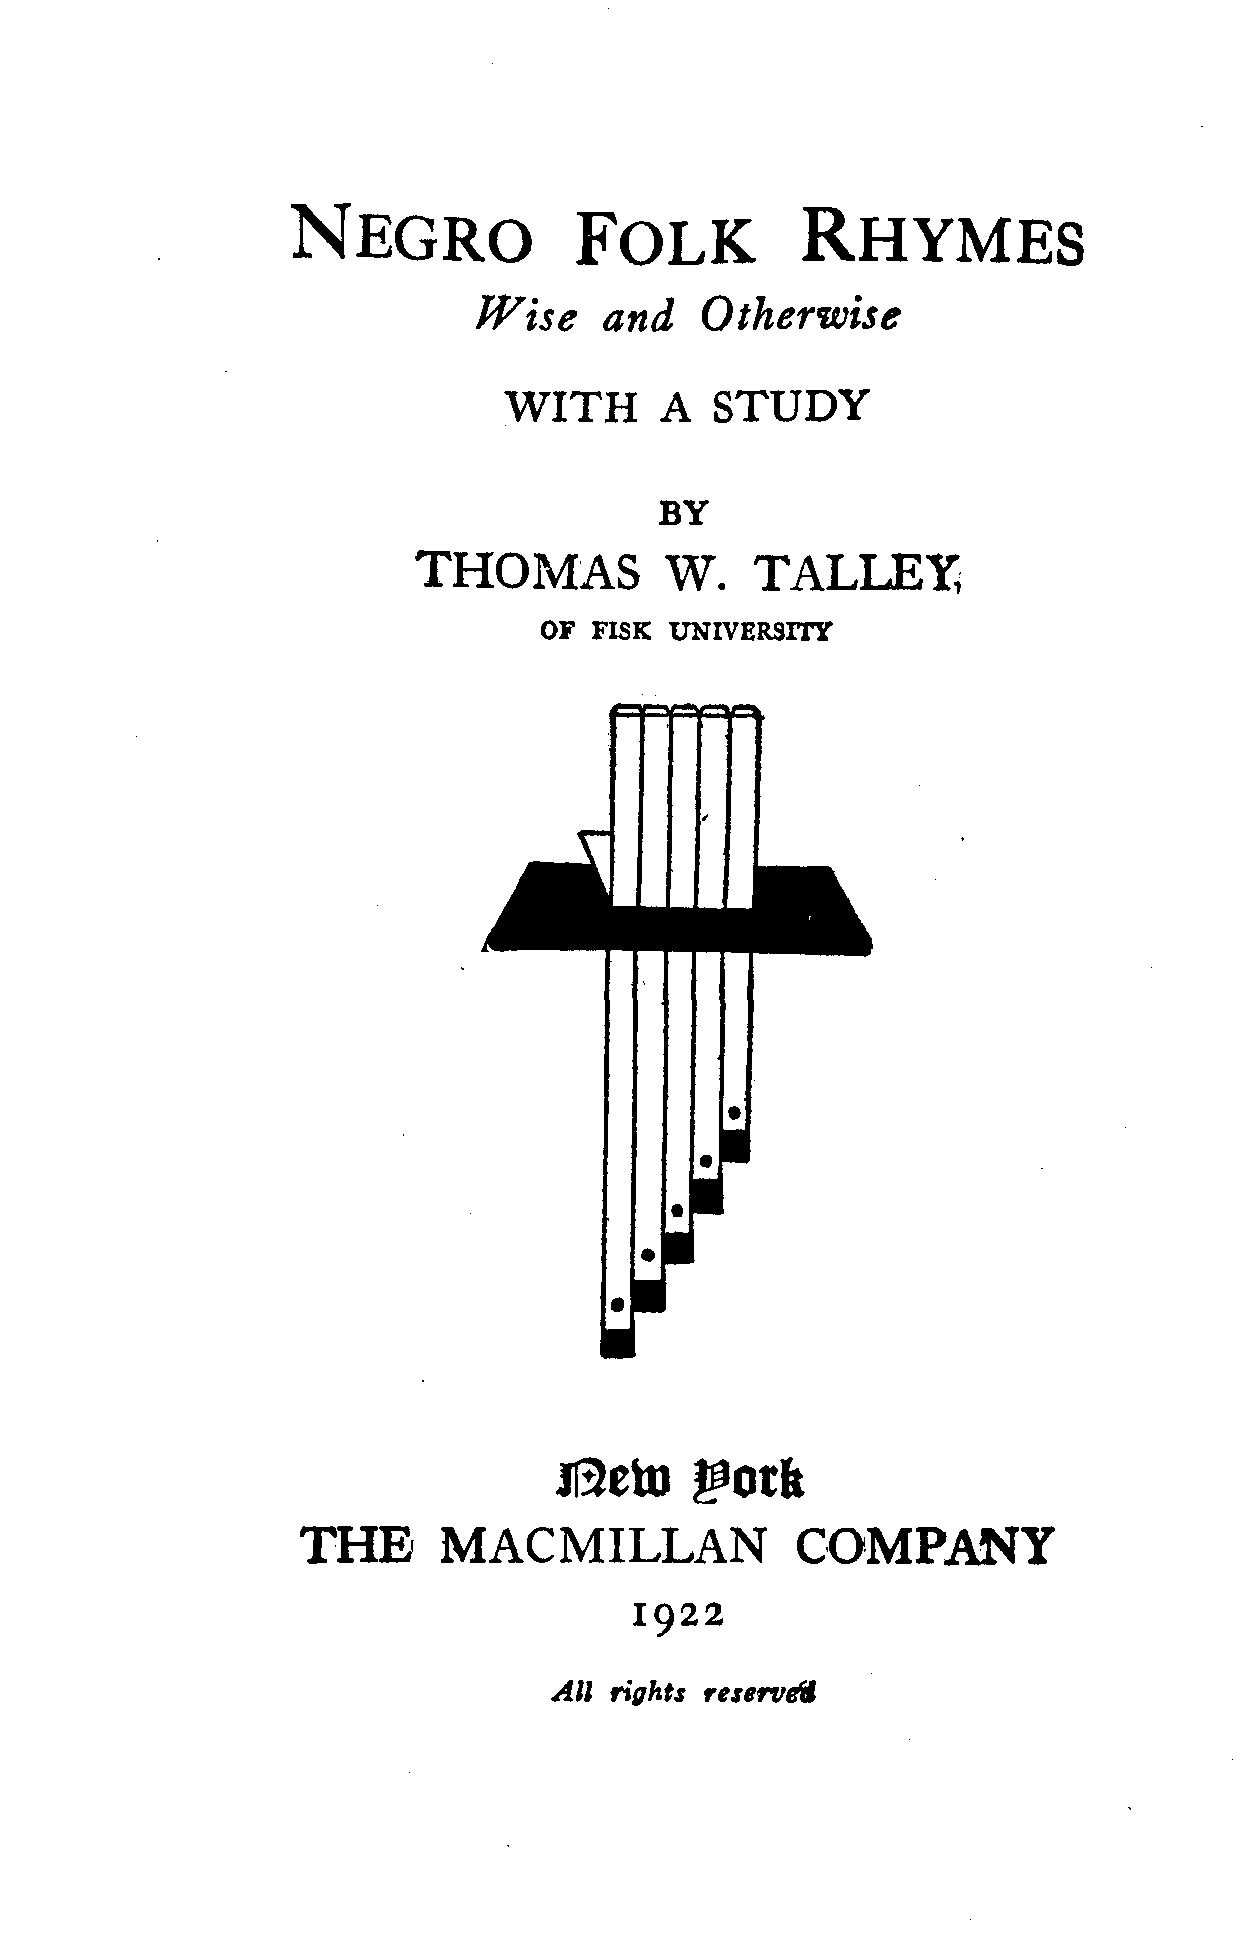 NEGRO FOLK RHYMES
Wise and Otherwise
WITH A STUDY
BY
THOMAS W. TALLEY,
OF FISK UNIVERSITY
New York
THE MACMILLAN COMPANY
1922
All rights reserved